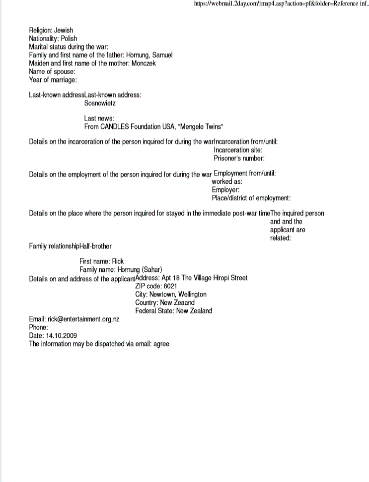 https://webmail.2day.com/imap4.asp?action=pf&folder=Reference inf..
Religion: Jewish
Nationality: Polish
Marital status during the war:
Family and first name of the father: Hornung, Samuel
Maiden and first name of the mother: Monczek
Name of spouse:
Year of marriage:
Last-known addressLast-known address:
Sosnowietz
Last news:
From CANDLES Foundation USA, "Mengele Twins"
Details on the incarceration of the person inquired for during the warIncarceration from/until:
Incarceration site:
Prisoner's number:
Details on the employment of the person inquired for during the war Employment from/until:
worked as:
Employer:
Place/district of employment:
Details on the place where the person inquired for stayed in the immediate post-war timeThe inquired person
and and the
applicant are
related:
Family relationshipHalf-brother
First name: Rick
Family name: Hornung (Sahar)
Details on and address of the applicantAddress: Apt 18 The Village Hiropi Street
ZIP code: 6021
City: Newtown, Wellington
Country: New Zeaand
Federal State: New Zealand
Email: rick@entertainment.org.nz
Phone:
Date: 14.10.2009
The information may be dispatched via email: agree